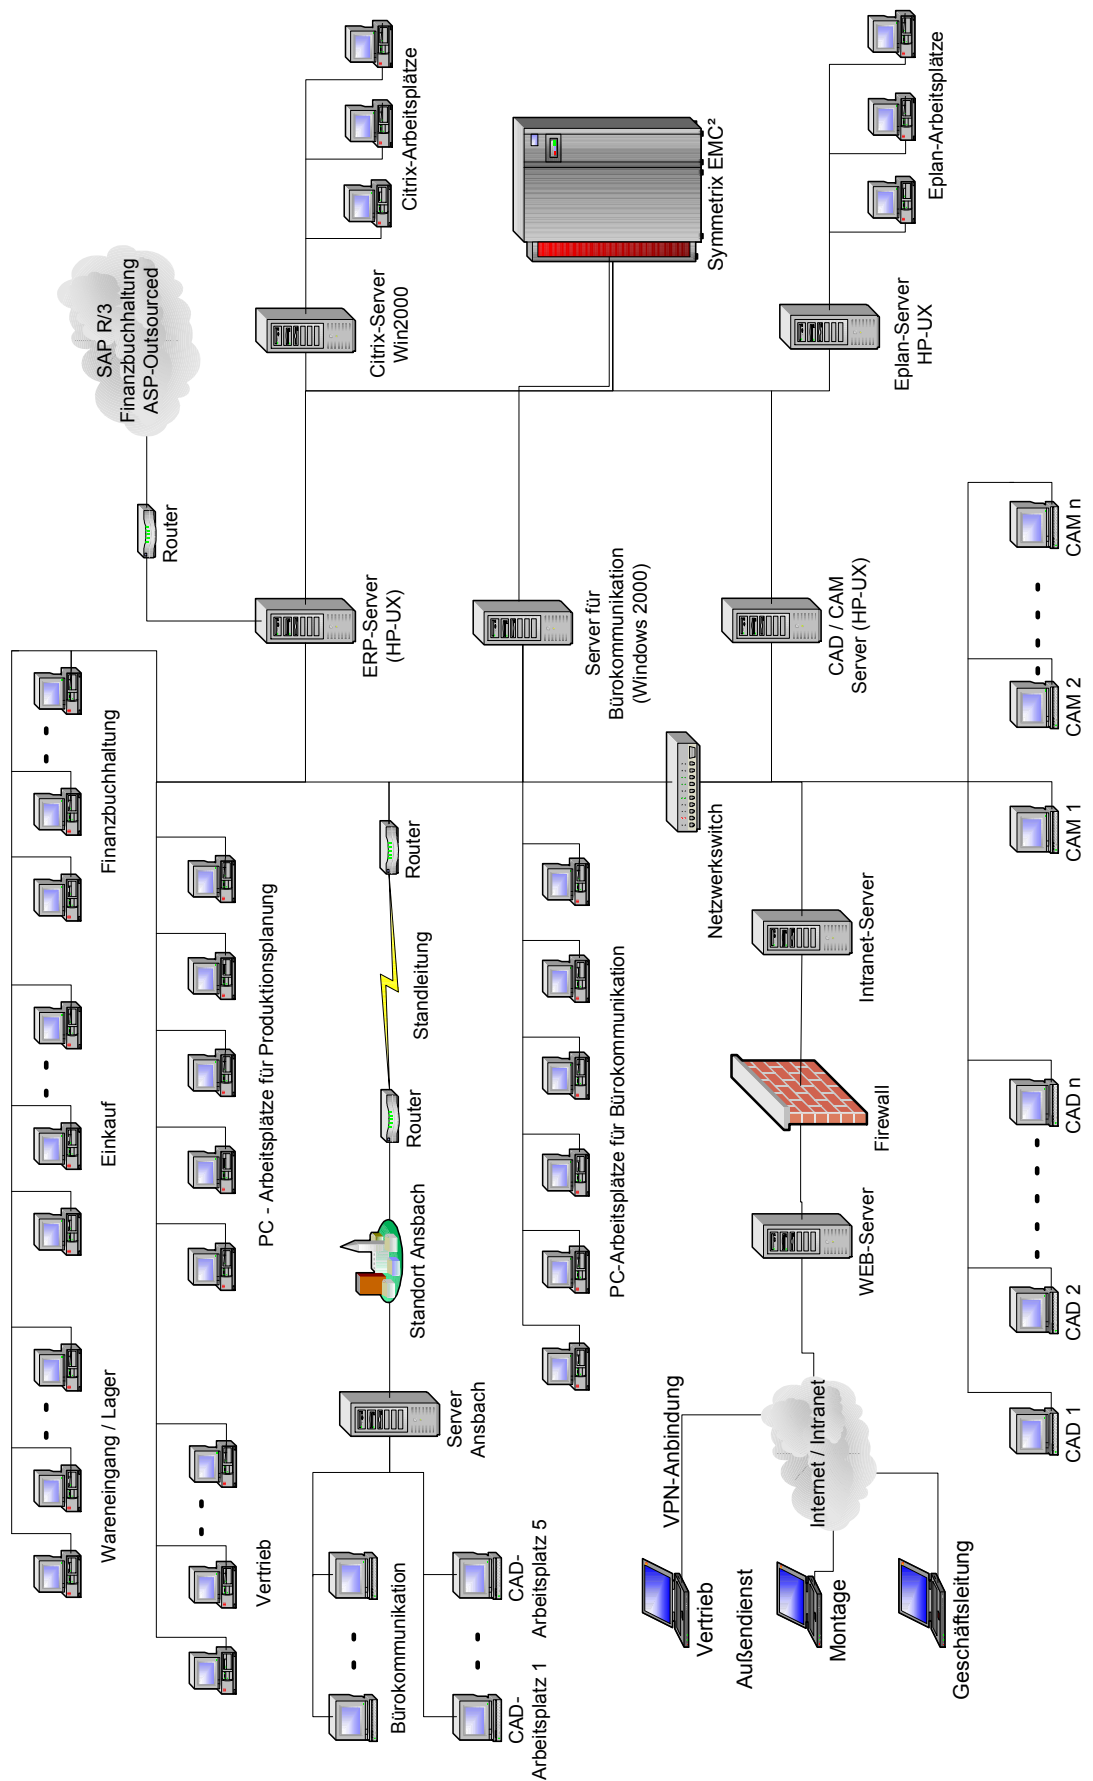 Wareneingang / Lager
Einkauf
Finanzbuchhaltung
SAP R/3
Finanzbuchhaltung
ASP-Outsourced
Router
Vertrieb
PC - Arbeitsplätze für Produktionsplanung
ERP-Server
(HP-UX)
Citrix-Server
Win2000
Citrix-Arbeitsplätze
Bürokommunikation
CAD-
Arbeitsplatz 1
CAD-
Arbeitsplatz 5
Server
Ansbach
Standort Ansbach
Router
Standleitung
Router
PC-Arbeitsplätze für Bürokommunikation
Server für
Bürokommunikation
(Windows 2000)
Symmetrix EMC²
VPN-Anbindung
Vertrieb
Außendienst
Montage
Geschäftsleitung
Internet / Intranet
WEB-Server
Firewall
Intranet-Server
Netzwerkswitch
CAD / CAM
Server (HP-UX)
Eplan-Server
HP-UX
Eplan-Arbeitsplätze
CAD 1
CAD 2
CAD n
CAM 1
CAM 2
CAM n